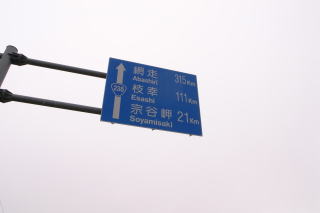 網走 315Km
Abashiri
枝幸 111Km
Esashi
宗谷岬 21Km
Soyamisaki
238